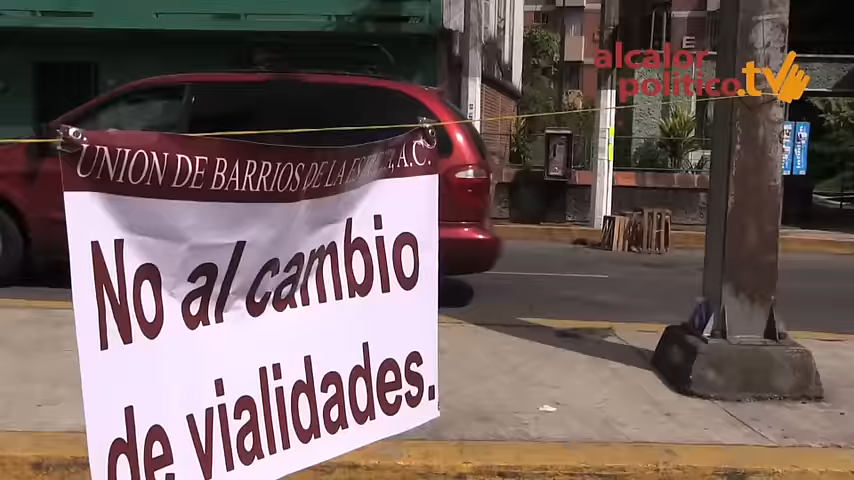 alcalor
politico.tv
UNION DE BARRIOS DE LA A.C.
No al cambio
de vialidades.